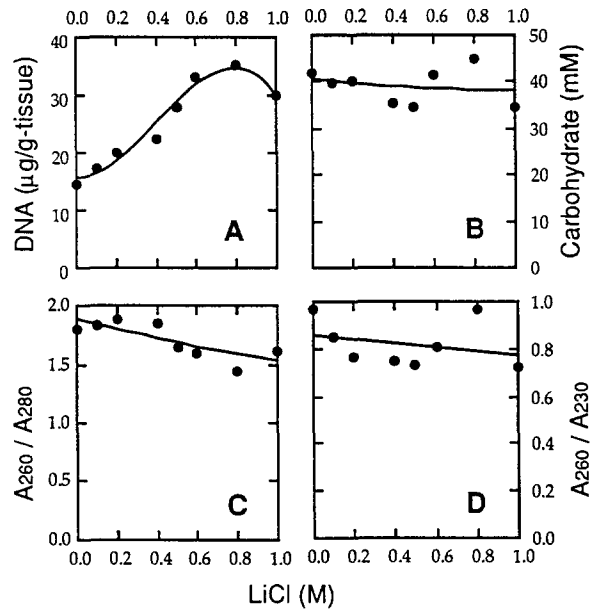 0.0 0.2 0.4 0.6 0.8 1.0 0.0 0.2 0.4 0.6 0.8 1.0
40 60
30 50
20 40
10 30
0 20
10
0
DNA (μg/g-tissue)
A
B
Carbohydrate (mM)
2.0 1.0
1.5 0.8
1.0 0.6
0.5 0.4
0.0 0.2
0.0
A260 / A280
C
D
A260 / A230
0.0 0.2 0.4 0.6 0.8 1.0 0.0 0.2 0.4 0.6 0.8 1.0
LiCl (M)